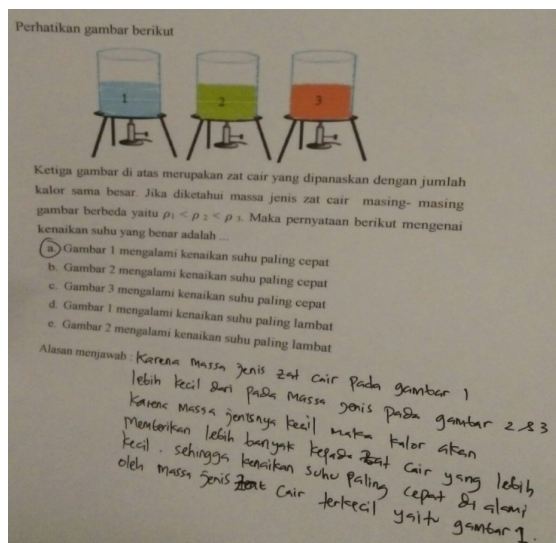 Perhatikan gambar berikut
1
2
3
Ketiga gambar di atas merupakan zat cair yang dipanaskan dengan jumlah
kalor sama besar. Jika diketahui massa jenis zat cair masing- masing
gambar berbeda yaitu ρ₁ < ρ ₂ < ρ ₃. Maka pernyataan berikut mengenai
kenaikan suhu yang benar adalah ...
a. Gambar 1 mengalami kenaikan suhu paling cepat
b. Gambar 2 mengalami kenaikan suhu paling cepat
c. Gambar 3 mengalami kenaikan suhu paling cepat
d. Gambar 1 mengalami kenaikan suhu paling lambat
e. Gambar 2 mengalami kenaikan suhu paling lambat
Alasan menjawab : Karena massa jenis zat cair pada gambar 1
lebih kecil dari pada massa jenis pada gambar 2 & 3
Karena massa jenisnya kecil maka kalor akan
memberikan lebih banyak kepada zat cair yang lebih
kecil. sehingga kenaikan suhu paling cepat di alami
oleh massa jenis zat cair terkecil yaitu gambar 1.